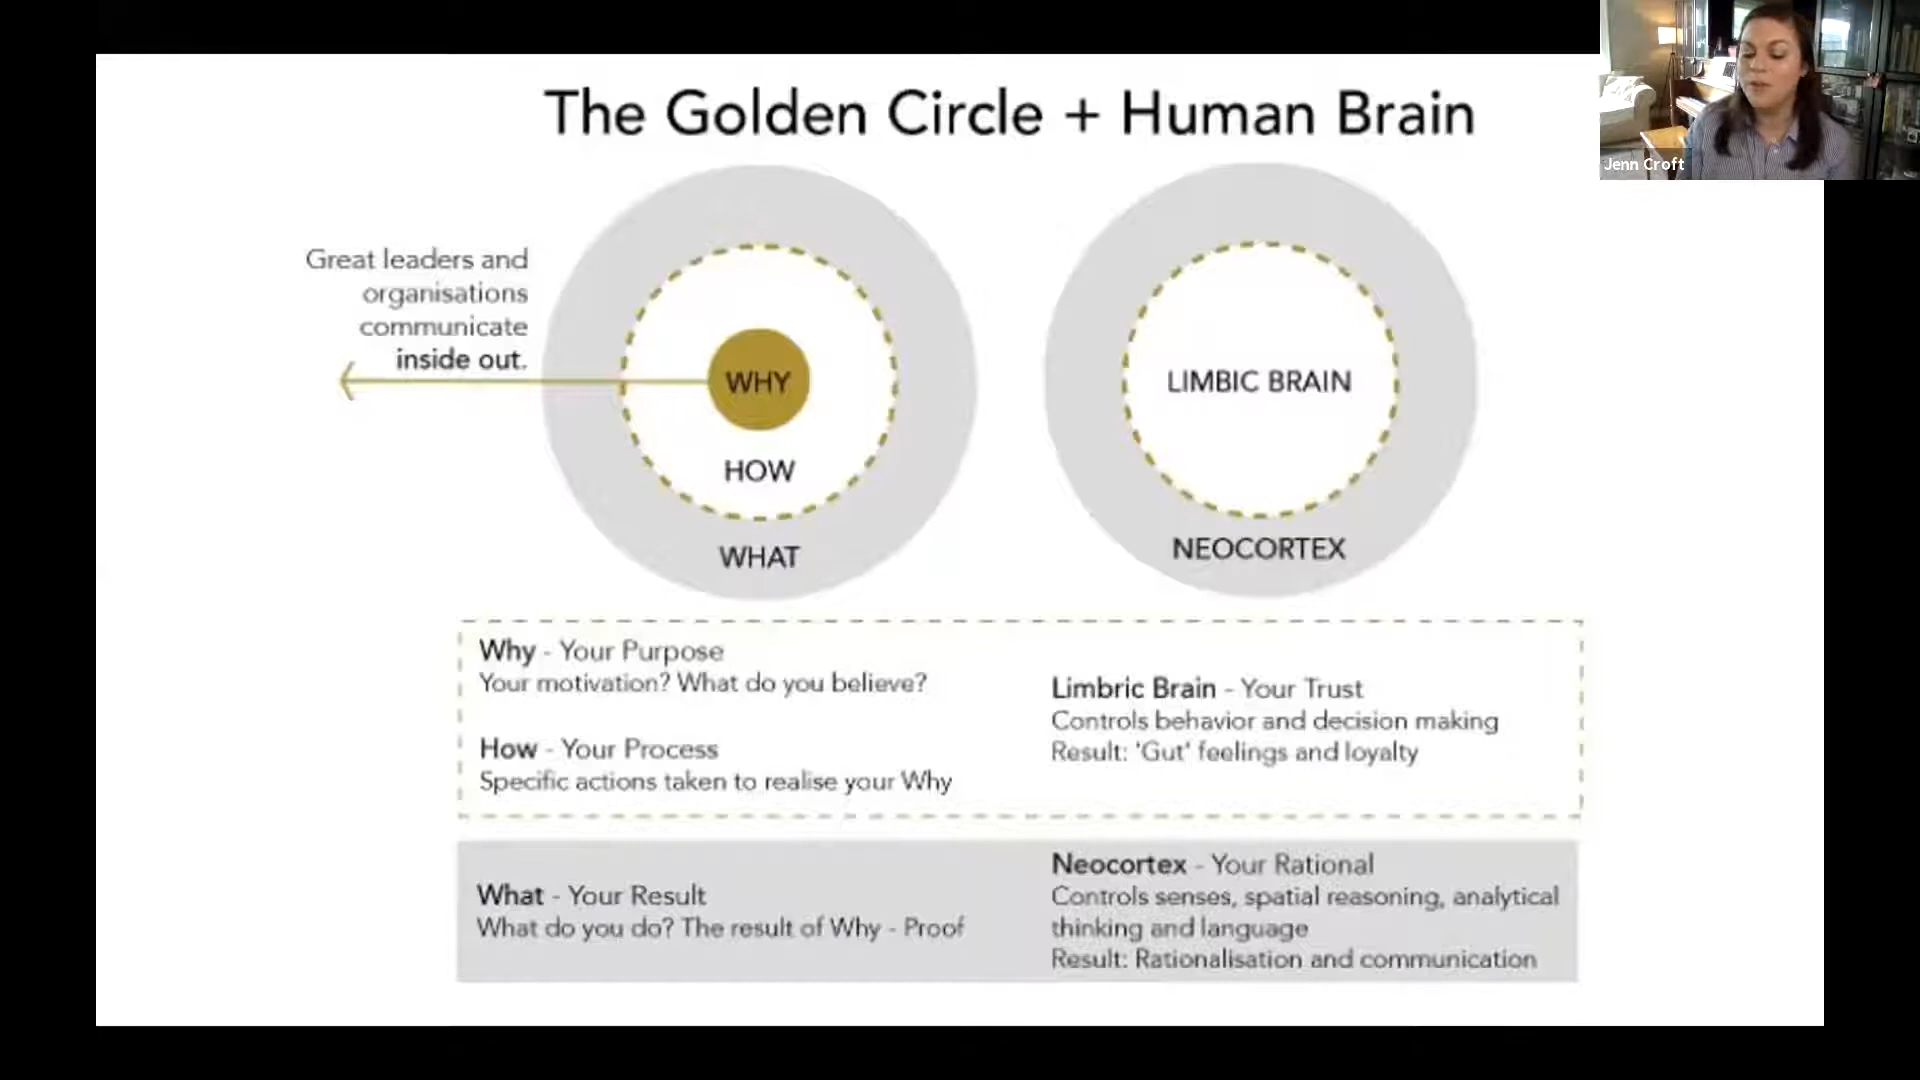 The Golden Circle + Human Brain
Jenn Croft
Great leaders and
organisations
communicate
inside out.
WHY
HOW
WHAT
LIMBIC BRAIN
NEOCORTEX
Why - Your Purpose
Your motivation? What do you believe?
How - Your Process
Specific actions taken to realise your Why
Limbric Brain - Your Trust
Controls behavior and decision making
Result: 'Gut' feelings and loyalty
What - Your Result
What do you do? The result of Why - Proof
Neocortex - Your Rational
Controls senses, spatial reasoning, analytical
thinking and language
Result: Rationalisation and communication